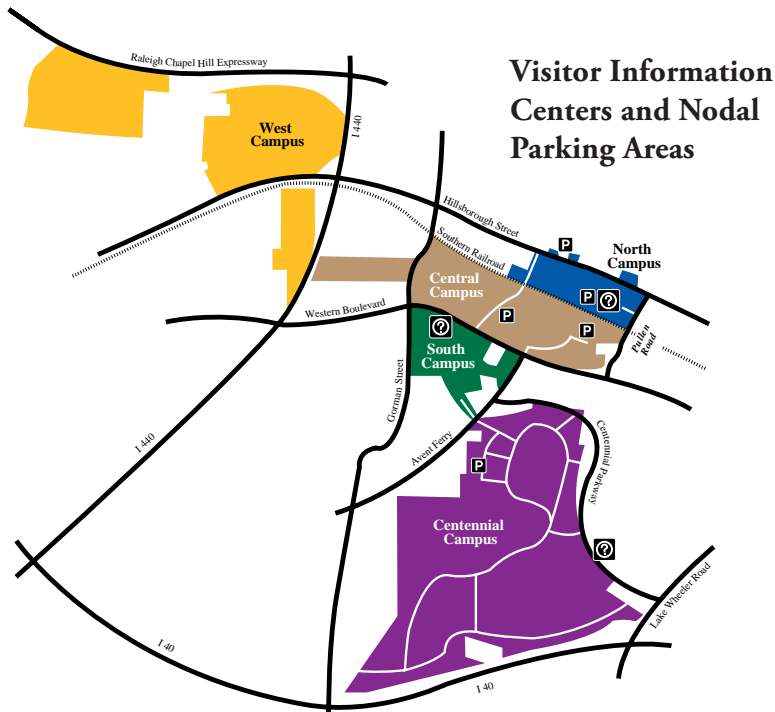 Visitor Information
Centers and Nodal
Parking Areas
Raleigh Chapel Hill Expressway
West
Campus
I 440
Hillsborough Street
Southern Railroad
P
North
Campus
P
?
Central
Campus
Western Boulevard
P
P
Pullen
Road
?
South
Campus
Gorman Street
Avent Ferry
Centennial
Parkway
I 440
P
Centennial
Campus
?
Lake Wheeler Road
I 40
I 40